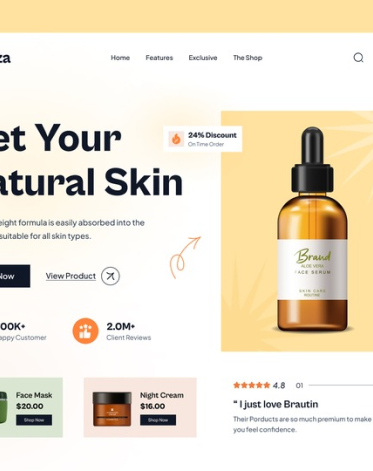 za
Home Features Exclusive The Shop
et Your
atural Skin
24% Discount
On Time Order
eight formula is easily absorbed into the
suitable for all skin types.
Now
View Product
00K+
appy Customer
2.0M+
Client Reviews
Face Mask
$20.00
Shop Now
Night Cream
$16.00
Shop Now
Braud
ALOE VERA
FACE SERUM
SKIN CARE
ROUTINE
4.8
01
“ I just love Brautin
Their Porducts are so much premium to make
you feel confidence.